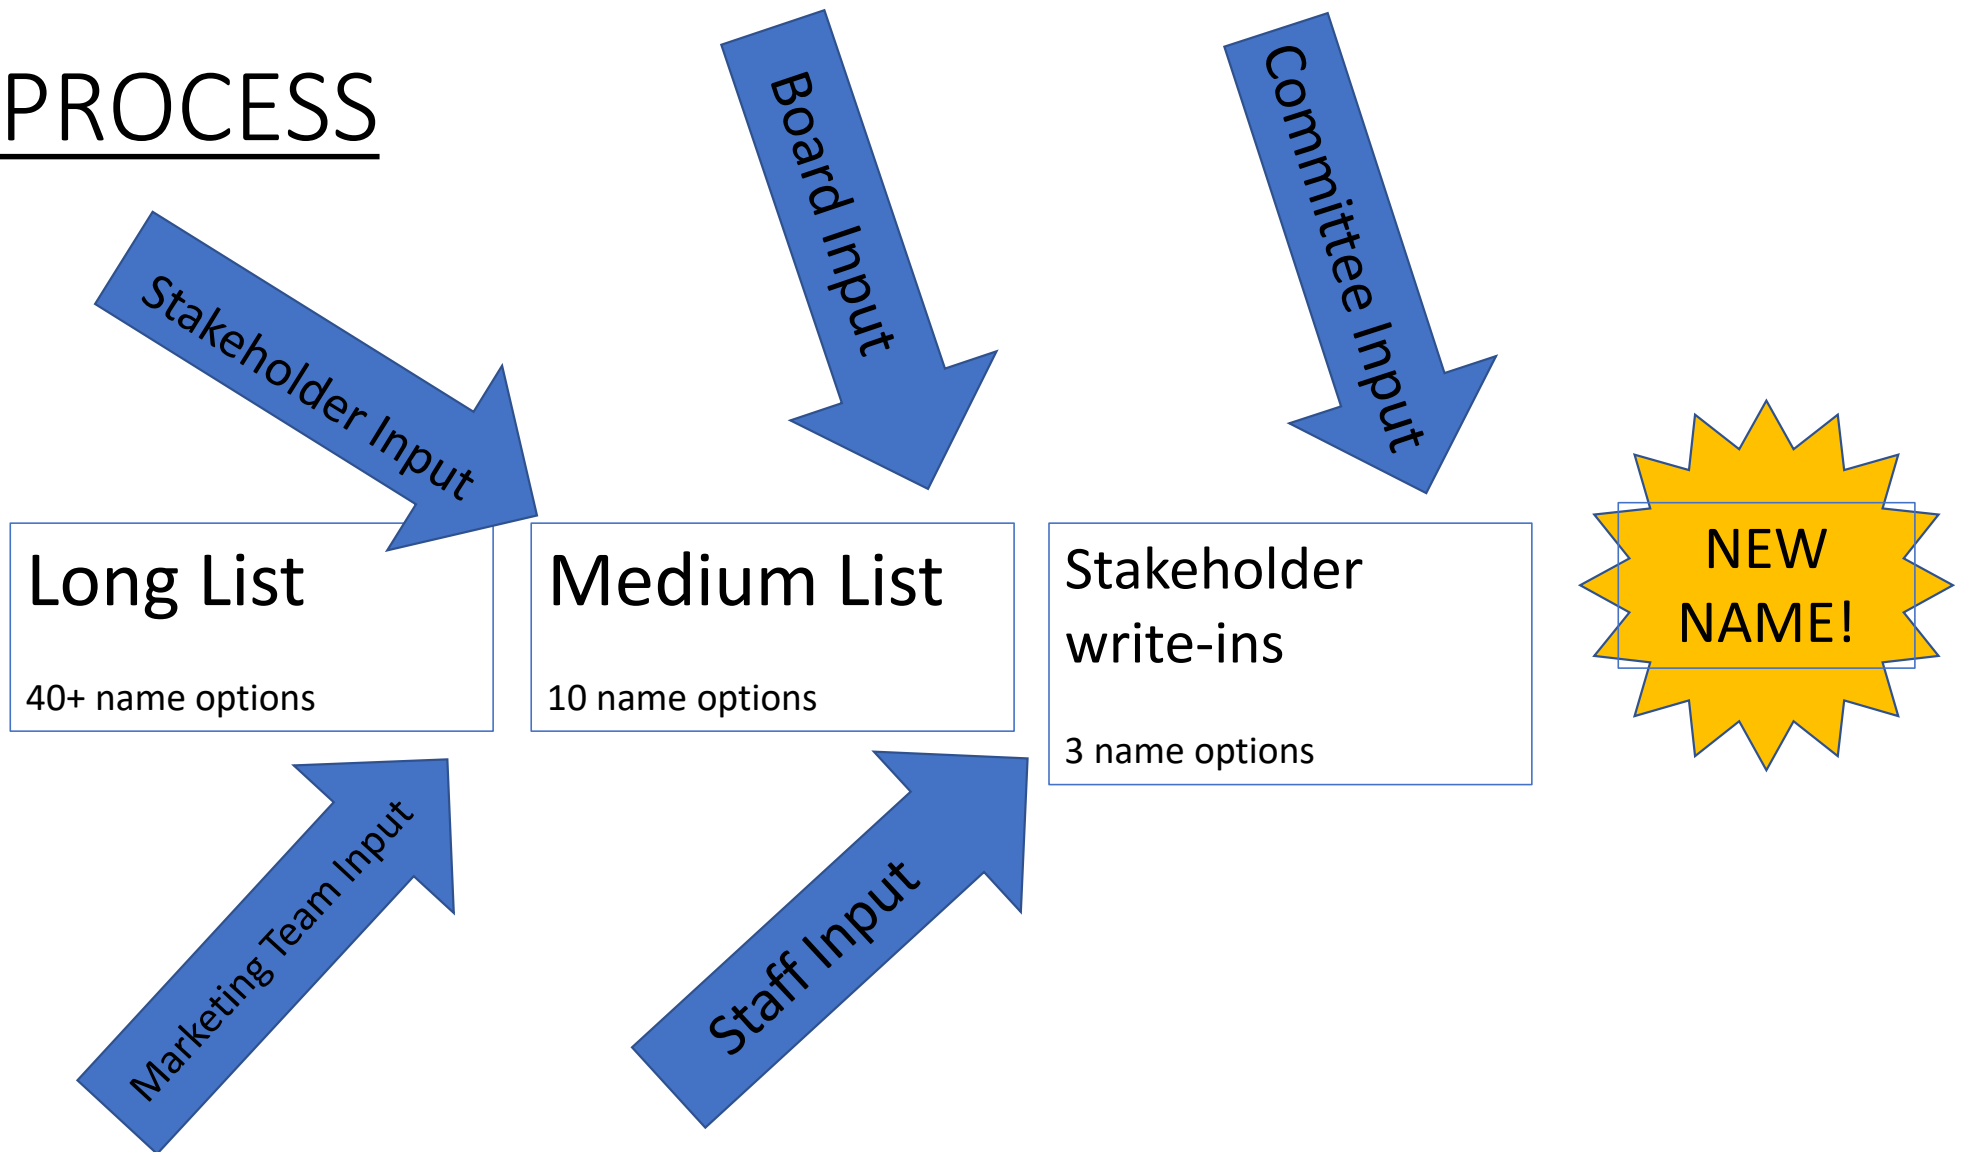 PROCESS
Stakeholder Input
Board Input
Committee Input
Long List
40+ name options
Medium List
10 name options
Stakeholder
write-ins
3 name options
NEW
NAME!
Marketing Team Input
Staff Input